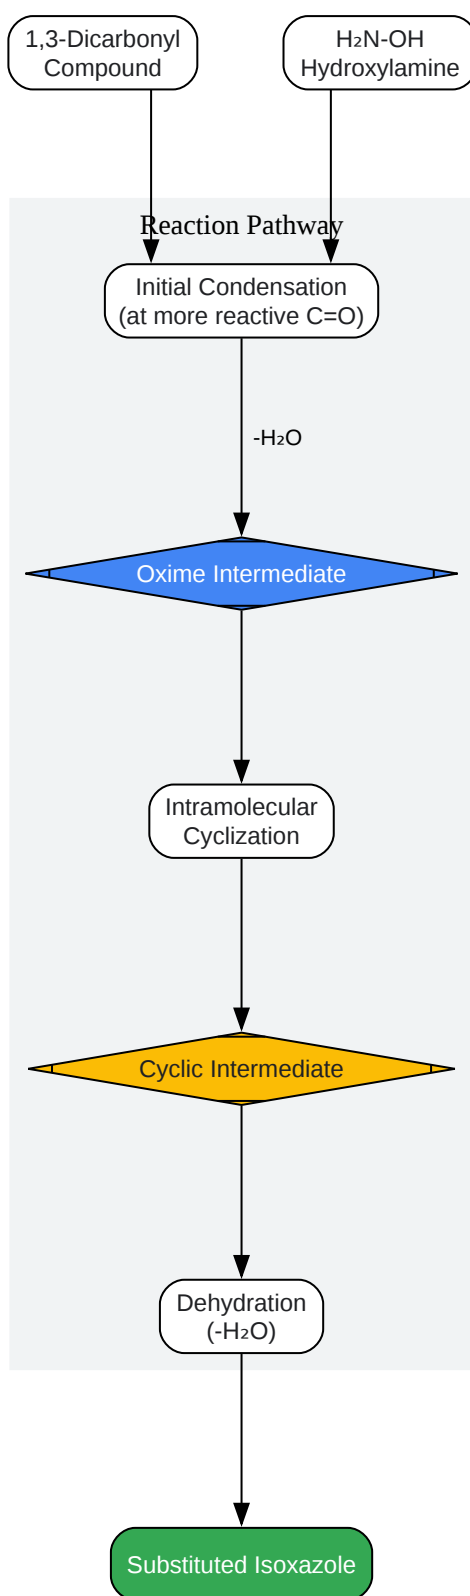 1,3-Dicarbonyl
Compound
H₂N-OH
Hydroxylamine
Reaction Pathway
Initial Condensation
(at more reactive C=O)
-H₂O
Oxime Intermediate
Intramolecular
Cyclization
Cyclic Intermediate
Dehydration
(-H₂O)
Substituted Isoxazole